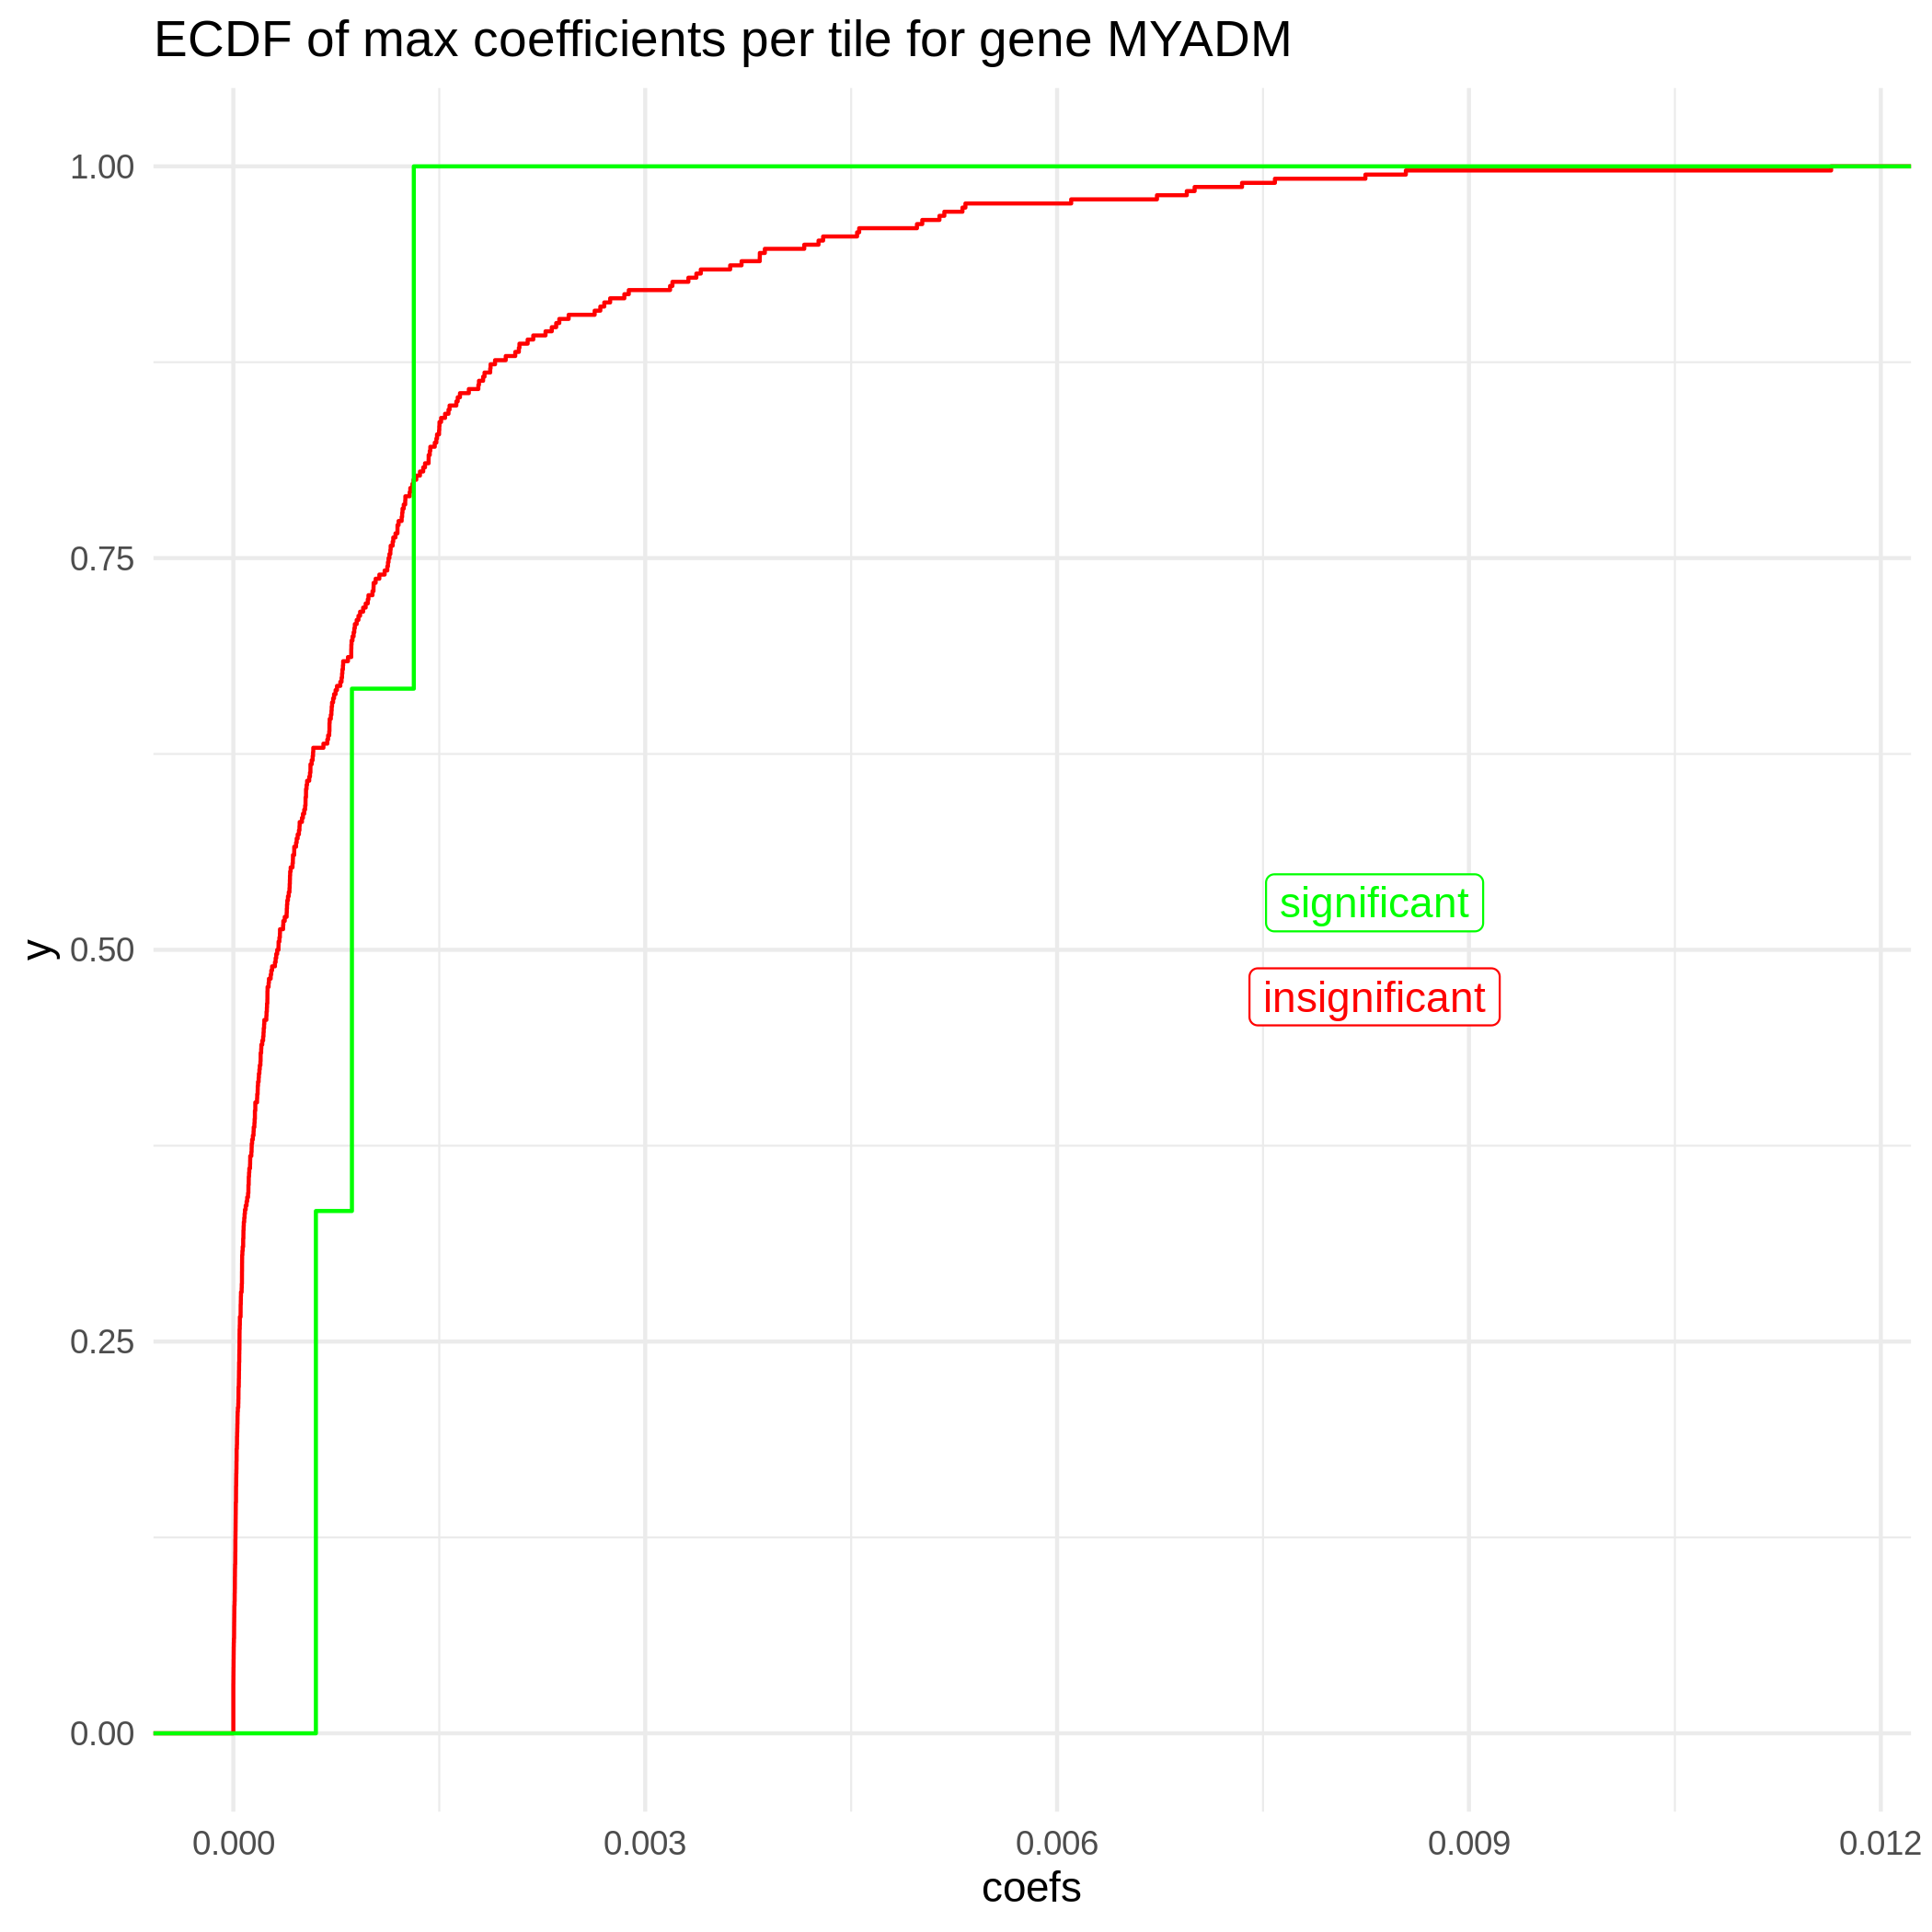 ECDF of max coefficients per tile for gene MYADM
1.00
0.75
0.50
0.25
0.00
y
significant
insignificant
0.000 0.003 0.006 0.009 0.012
coefs